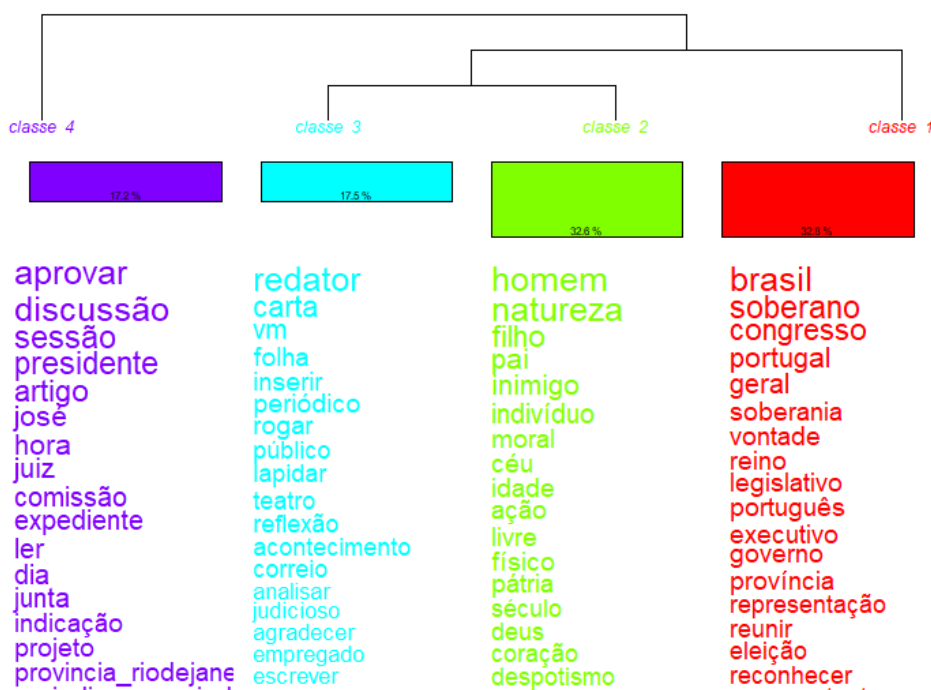 classe 4
classe 3
classe 2
classe 1
17.2 %
17.5 %
32.6 %
32.8 %
aprovar
discussão
sessão
presidente
artigo
josé
hora
juiz
comissão
expediente
ler
dia
junta
indicação
projeto
provincia_riodejane
redator
carta
vm
folha
inserir
periódico
rogar
público
lapidar
teatro
reflexão
acontecimento
correio
analisar
judicioso
agradecer
empregado
escrever
homem
natureza
filho
pai
inimigo
indivíduo
moral
céu
idade
ação
livre
físico
pátria
século
deus
coração
despotismo
brasil
soberano
congresso
portugal
geral
soberania
vontade
reino
legislativo
português
executivo
governo
província
representação
reunir
eleição
reconhecer